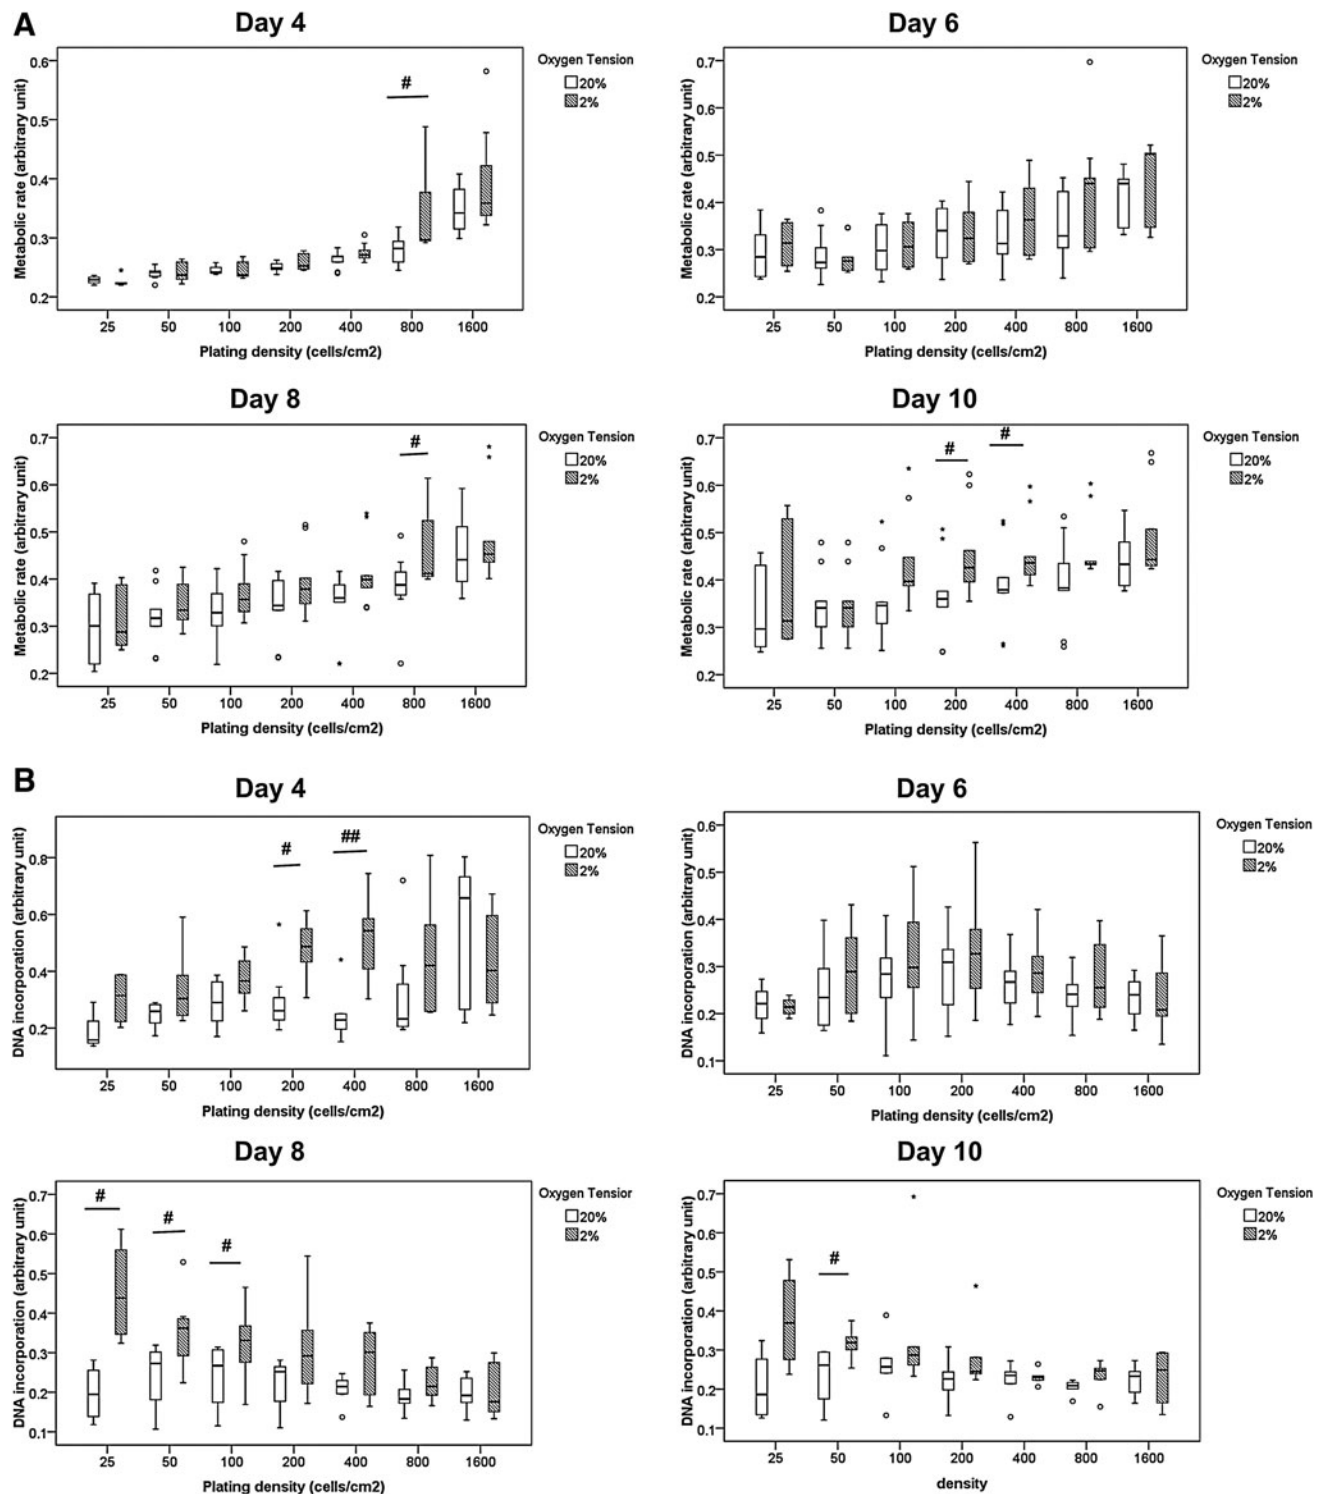 A
Day 4
Day 6
Metabolic rate (arbitrary unit)
0.6
0.5
0.4
0.3
0.2
#
Oxygen Tension
20%
2%
25 50 100 200 400 800 1600
Plating density (cells/cm2)
Metabolic rate (arbitrary unit)
0.7
0.6
0.5
0.4
0.3
0.2
Oxygen Tension
20%
2%
25 50 100 200 400 800 1600
Plating density (cells/cm2)
Day 8
Day 10
Metabolic rate (arbitrary unit)
0.7
0.6
0.5
0.4
0.3
0.2
#
Oxygen Tension
20%
2%
25 50 100 200 400 800 1600
Plating density (cells/cm2)
Metabolic rate (arbitrary unit)
0.7
0.6
0.5
0.4
0.3
0.2
# #
Oxygen Tension
20%
2%
25 50 100 200 400 800 1600
Plating density (cells/cm2)
B
Day 4
Day 6
DNA incorporation (arbitrary unit)
0.8
0.6
0.4
0.2
# ##
Oxygen Tension
20%
2%
25 50 100 200 400 800 1600
Plating density (cells/cm2)
DNA incorporation (arbitrary unit)
0.6
0.5
0.4
0.3
0.2
0.1
Oxygen Tension
20%
2%
25 50 100 200 400 800 1600
Plating density (cells/cm2)
Day 8
Day 10
DNA incorporation (arbitrary unit)
0.7
0.6
0.5
0.4
0.3
0.2
0.1
# # #
Oxygen Tensior
20%
2%
25 50 100 200 400 800 1600
Plating density (cells/cm2)
DNA incorporation (arbitrary unit)
0.7
0.6
0.5
0.4
0.3
0.2
0.1
#
Oxygen Tension
20%
2%
25 50 100 200 400 800 1600
density